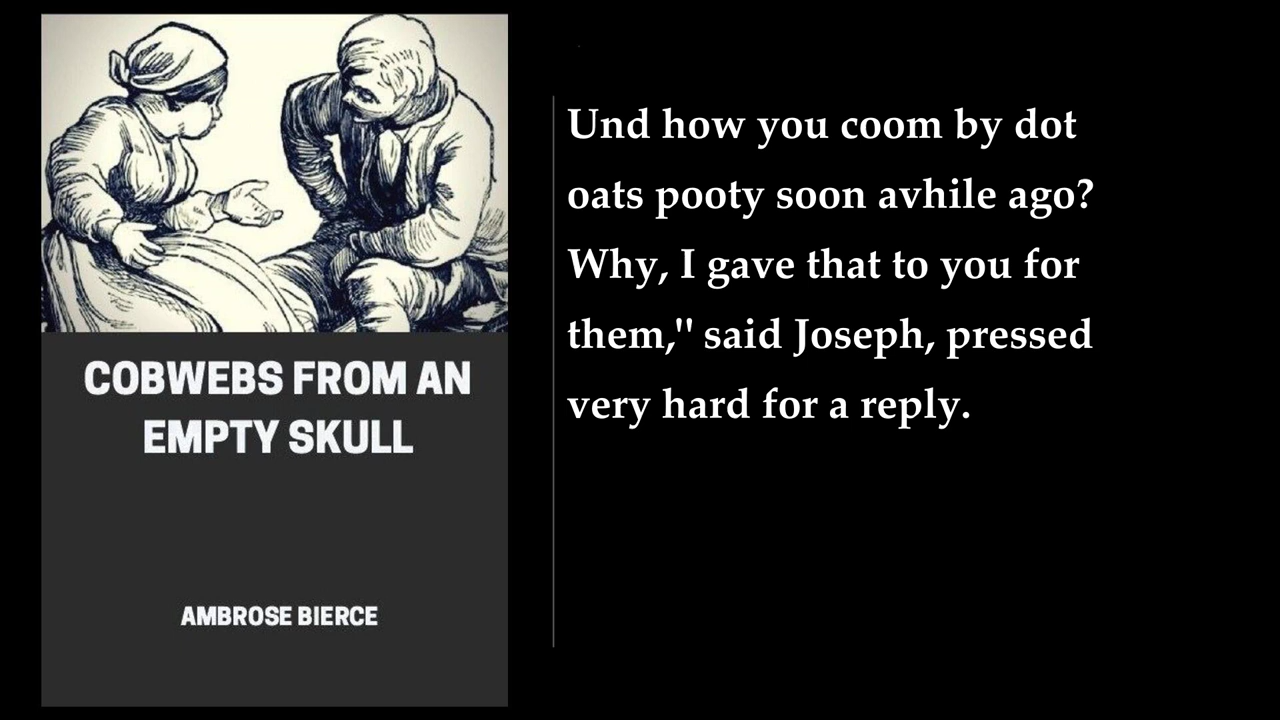 COBWEBS FROM AN
EMPTY SKULL
AMBROSE BIERCE
Und how you coom by dot
oats pooty soon avhile ago?
Why, I gave that to you for
them," said Joseph, pressed
very hard for a reply.